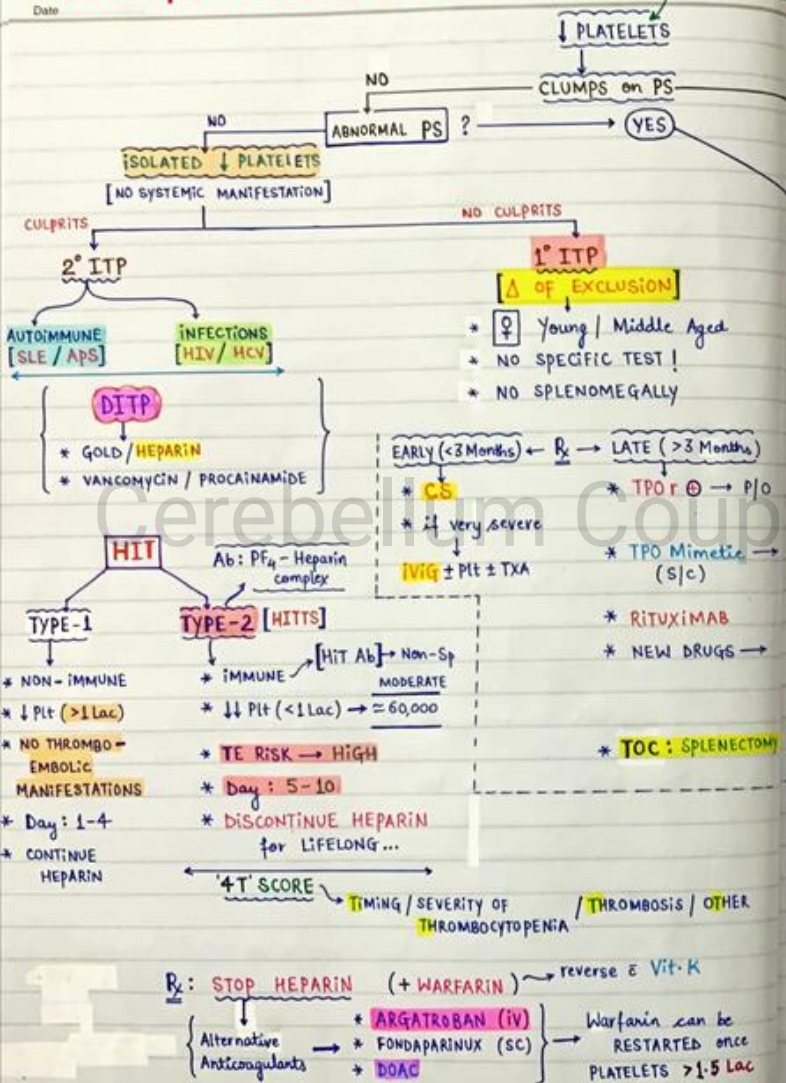 Date
↓ PLATELETS
NO
CLUMPS on PS
NO
ABNORMAL PS ? → YES
ISOLATED ↓ PLATELETS
[NO SYSTEMIC MANIFESTATION]
CULPRITS
NO CULPRITS
2° ITP
1° ITP
[Δ OF EXCLUSION]
AUTOIMMUNE
[SLE / APS]
INFECTIONS
[HIV / HCV]
* ♀ Young / Middle Aged
* NO SPECIFIC TEST!
* NO SPLENOMEGALLY
DITP
* GOLD / HEPARIN
* VANCOMYCIN / PROCAINAMIDE
EARLY (<3 Months) ← Rx → LATE (>3 Months)
* CS
* if very severe
IViG ± Plt ± TXA
* TPO r ⊕ → P/O
* TPO Mimetic →
(S/c)
* RITUXIMAB
* NEW DRUGS →
* TOC : SPLENECTOMY
Cerebellum Coup
HIT
Ab: PF4 - Heparin
complex
TYPE-1
TYPE-2 [HITTS]
* NON-IMMUNE
* ↓ Plt (>1 Lac)
* NO THROMBO-
EMBOLIC
MANIFESTATIONS
* Day: 1-4
* CONTINUE
HEPARIN
* IMMUNE → [HIT Ab] → Non-Sp
MODERATE
* ↓↓ Plt (<1 Lac) → ≃ 60,000
* TE RISK → HIGH
* Day : 5-10
* DISCONTINUE HEPARIN
for LIFELONG...
'4T' SCORE
TIMING / SEVERITY OF / THROMBOSIS / OTHER
THROMBOCYTOPENIA
Rx: STOP HEPARIN (+ WARFARIN) → reverse c̄ Vit·K
Alternative
Anticoagulants →
* ARGATROBAN (iv)
* FONDAPARINUX (SC)
* DOAC
→ Warfarin can be
RESTARTED once
PLATELETS >1.5 Lac